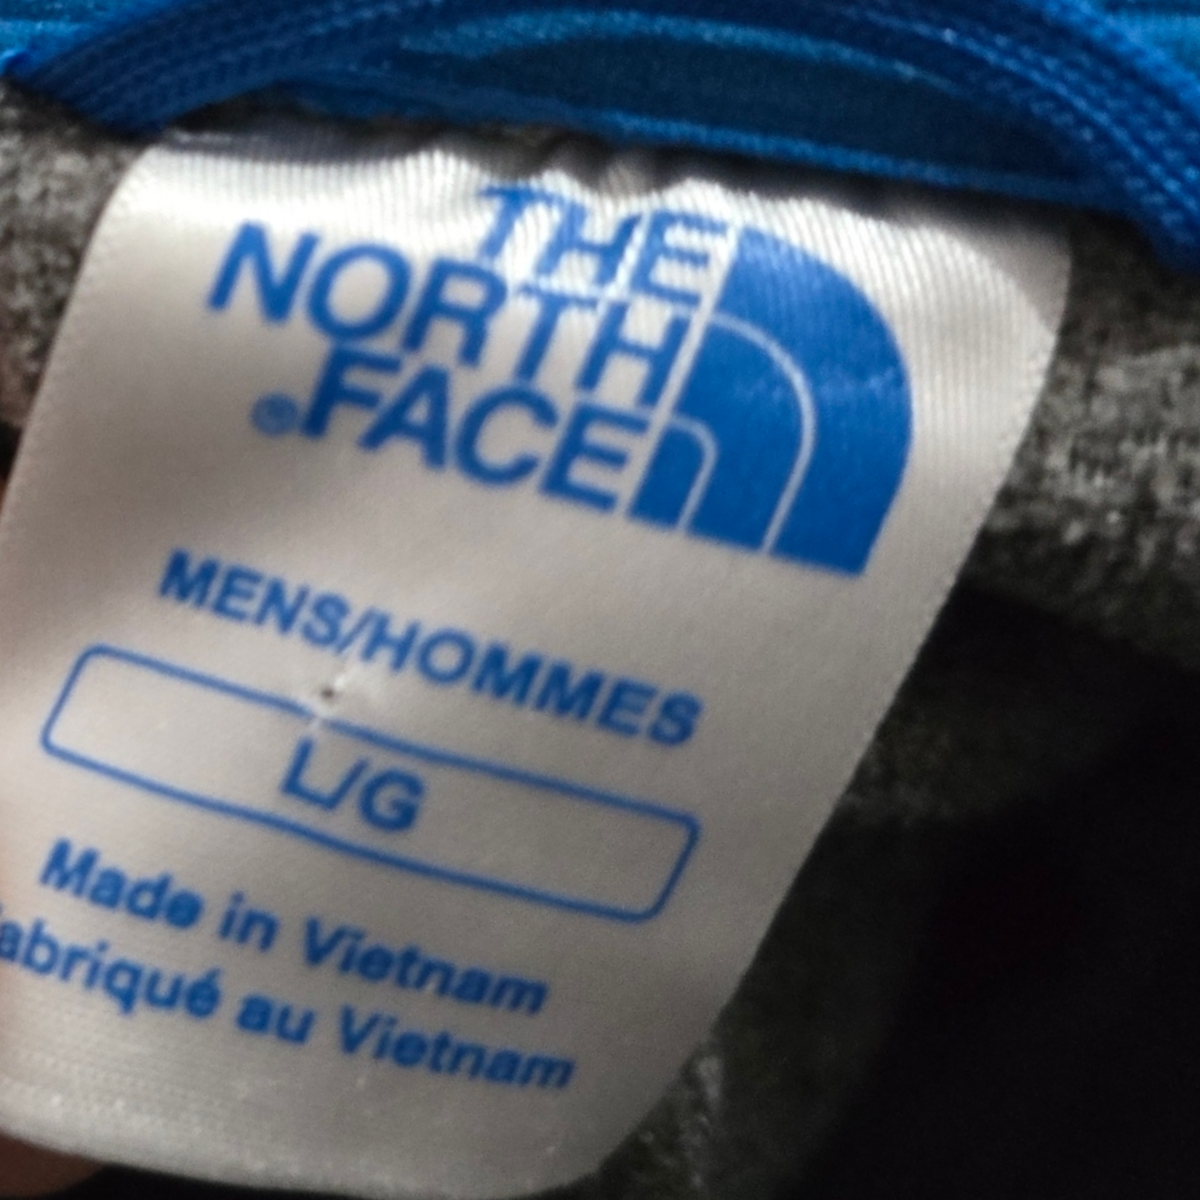 THE
NORTH
®FACE
MENS/HOMMES
L/G
Made in Vietnam
abriqué au Vietnam